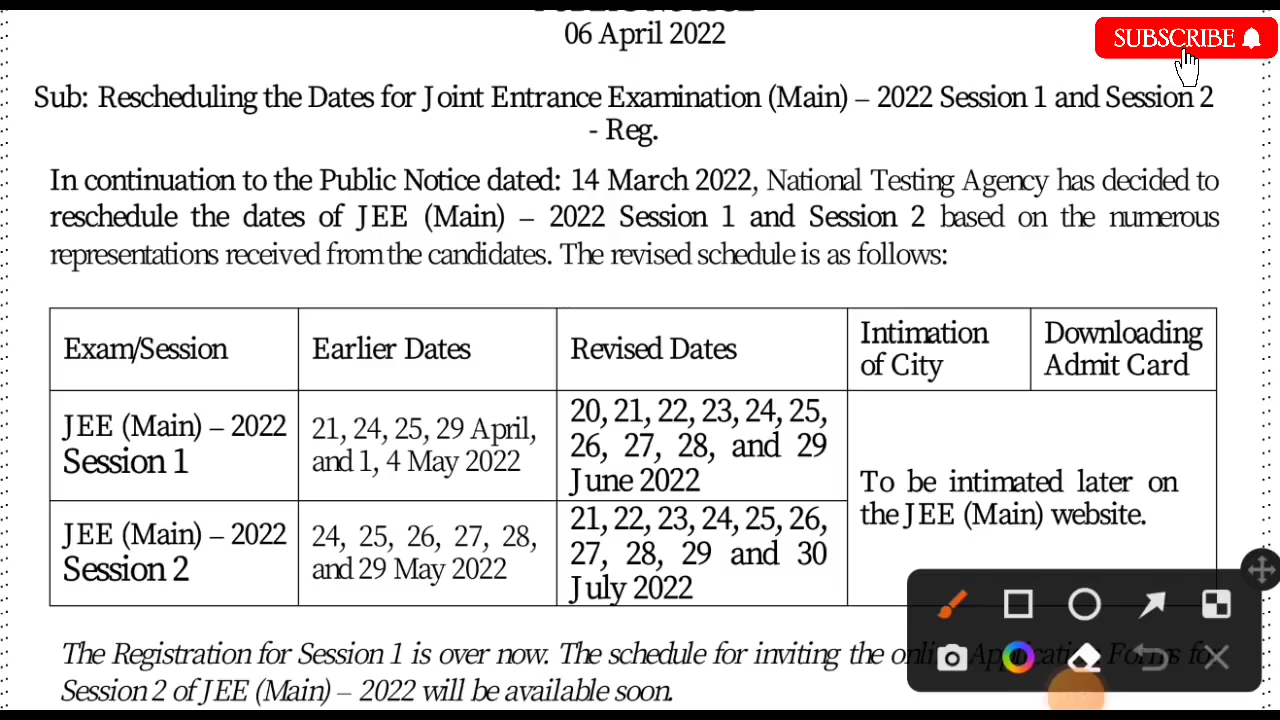 06 April 2022
SUBSCRIBE
Sub: Rescheduling the Dates for Joint Entrance Examination (Main) – 2022 Session 1 and Session 2
- Reg.
In continuation to the Public Notice dated: 14 March 2022, National Testing Agency has decided to
reschedule the dates of JEE (Main) – 2022 Session 1 and Session 2 based on the numerous
representations received from the candidates. The revised schedule is as follows:
Exam/Session
Earlier Dates
Revised Dates
Intimation
of City
Downloading
Admit Card
JEE (Main) – 2022
Session 1
21, 24, 25, 29 April,
and 1, 4 May 2022
20, 21, 22, 23, 24, 25,
26, 27, 28, and 29
June 2022
To be intimated later on
the JEE (Main) website.
JEE (Main) – 2022
Session 2
24, 25, 26, 27, 28,
and 29 May 2022
21, 22, 23, 24, 25, 26,
27, 28, 29 and 30
July 2022
The Registration for Session 1 is over now. The schedule for inviting the online Application Forms for
Session 2 of JEE (Main) – 2022 will be available soon.